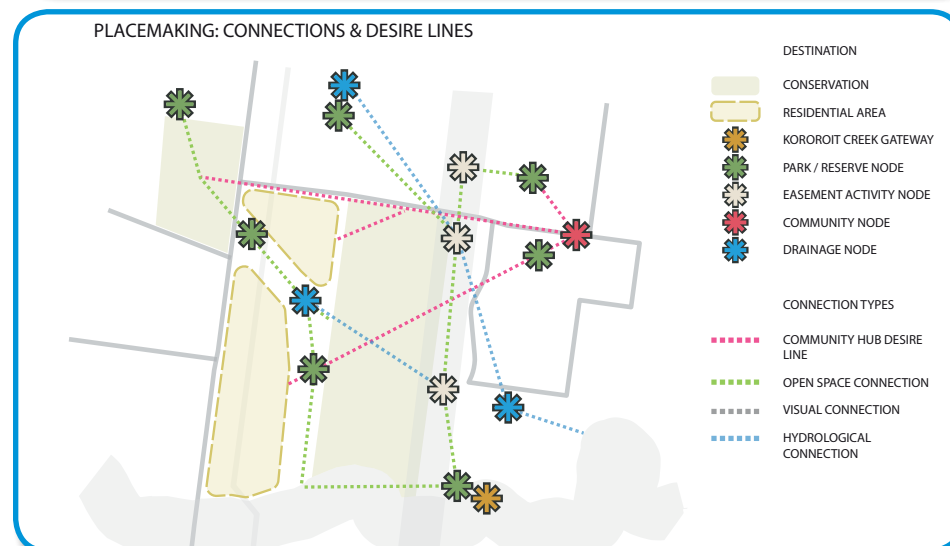 PLACEMAKING: CONNECTIONS & DESIRE LINES
DESTINATION
CONSERVATION
RESIDENTIAL AREA
KOROROIT CREEK GATEWAY
PARK / RESERVE NODE
EASEMENT ACTIVITY NODE
COMMUNITY NODE
DRAINAGE NODE
CONNECTION TYPES
COMMUNITY HUB DESIRE
LINE
OPEN SPACE CONNECTION
VISUAL CONNECTION
HYDROLOGICAL
CONNECTION